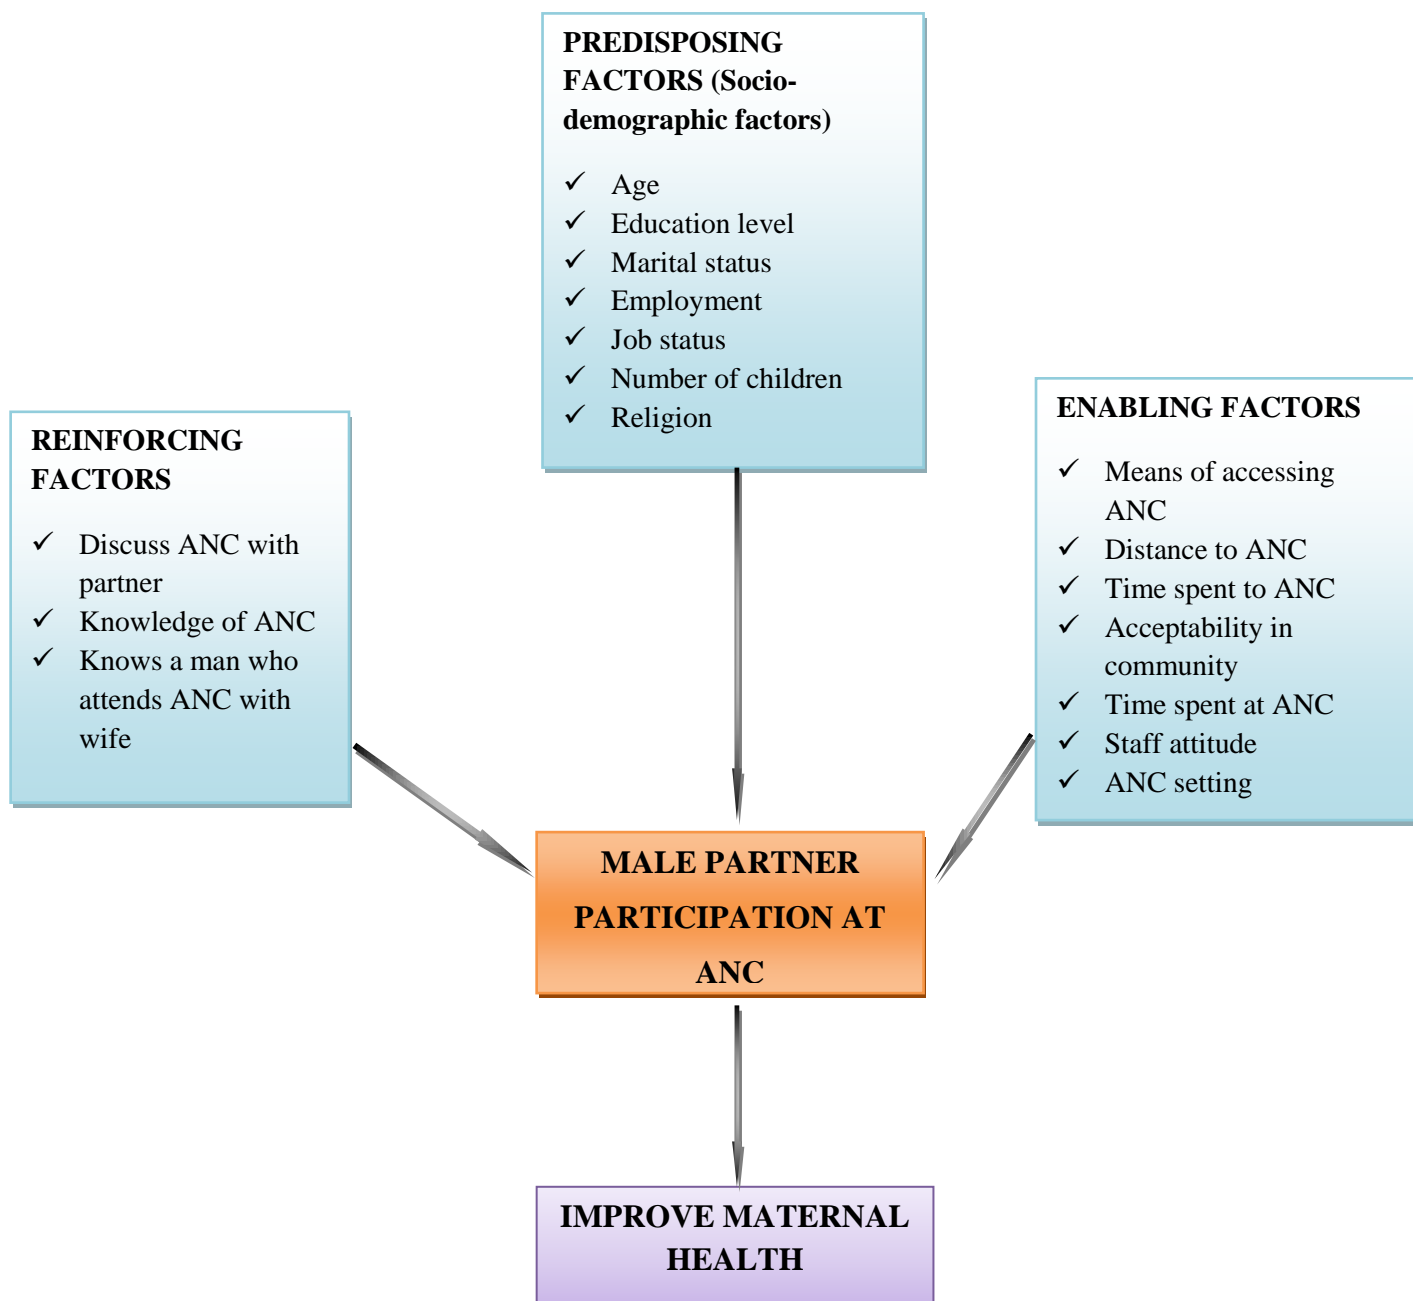 PREDISPOSING
FACTORS (Socio-
demographic factors)
✓ Age
✓ Education level
✓ Marital status
✓ Employment
✓ Job status
✓ Number of children
✓ Religion
REINFORCING
FACTORS
✓ Discuss ANC with
partner
✓ Knowledge of ANC
✓ Knows a man who
attends ANC with
wife
ENABLING FACTORS
✓ Means of accessing
ANC
✓ Distance to ANC
✓ Time spent to ANC
✓ Acceptability in
community
✓ Time spent at ANC
✓ Staff attitude
✓ ANC setting
MALE PARTNER
PARTICIPATION AT
ANC
IMPROVE MATERNAL
HEALTH